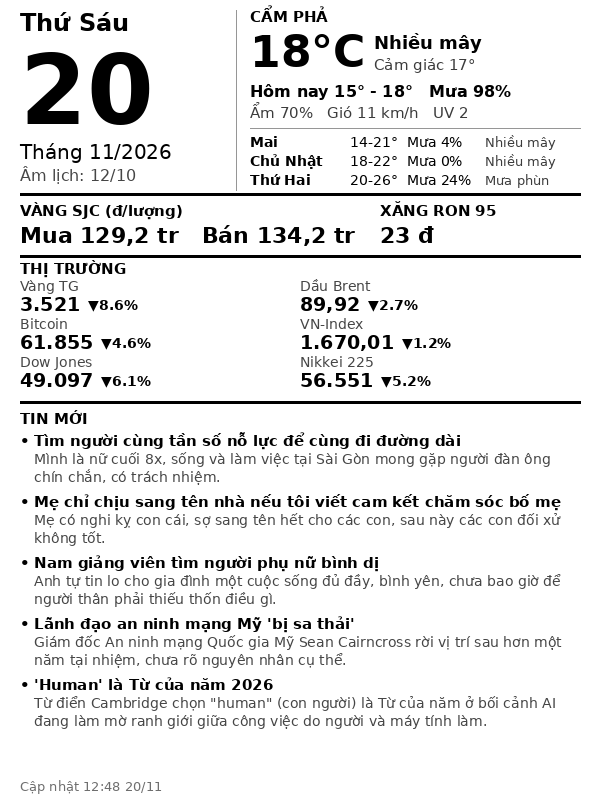 Thứ Sáu
20
Tháng 11/2026
Âm lịch: 12/10
CẨM PHẢ
18°C Nhiều mây
Cảm giác 17°
Hôm nay 15° - 18° Mưa 98%
Ẩm 70% Gió 11 km/h UV 2
Mai 14-21° Mưa 4% Nhiều mây
Chủ Nhật 18-22° Mưa 0% Nhiều mây
Thứ Hai 20-26° Mưa 24% Mưa phùn
VÀNG SJC (đ/lượng) XĂNG RON 95
Mua 129,2 tr Bán 134,2 tr 23 đ
THỊ TRƯỜNG
Vàng TG Dầu Brent
3.521 ▼8.6% 89,92 ▼2.7%
Bitcoin VN-Index
61.855 ▼4.6% 1.670,01 ▼1.2%
Dow Jones Nikkei 225
49.097 ▼6.1% 56.551 ▼5.2%
TIN MỚI
• Tìm người cùng tần số nỗ lực để cùng đi đường dài
Mình là nữ cuối 8x, sống và làm việc tại Sài Gòn mong gặp người đàn ông
chín chắn, có trách nhiệm.
• Mẹ chỉ chịu sang tên nhà nếu tôi viết cam kết chăm sóc bố mẹ
Mẹ có nghi kỵ con cái, sợ sang tên hết cho các con, sau này các con đối xử
không tốt.
• Nam giảng viên tìm người phụ nữ bình dị
Anh tự tin lo cho gia đình một cuộc sống đủ đầy, bình yên, chưa bao giờ để
người thân phải thiếu thốn điều gì.
• Lãnh đạo an ninh mạng Mỹ 'bị sa thải'
Giám đốc An ninh mạng Quốc gia Mỹ Sean Cairncross rời vị trí sau hơn một
năm tại nhiệm, chưa rõ nguyên nhân cụ thể.
• 'Human' là Từ của năm 2026
Từ điển Cambridge chọn "human" (con người) là Từ của năm ở bối cảnh AI
đang làm mờ ranh giới giữa công việc do người và máy tính làm.
Cập nhật 12:48 20/11